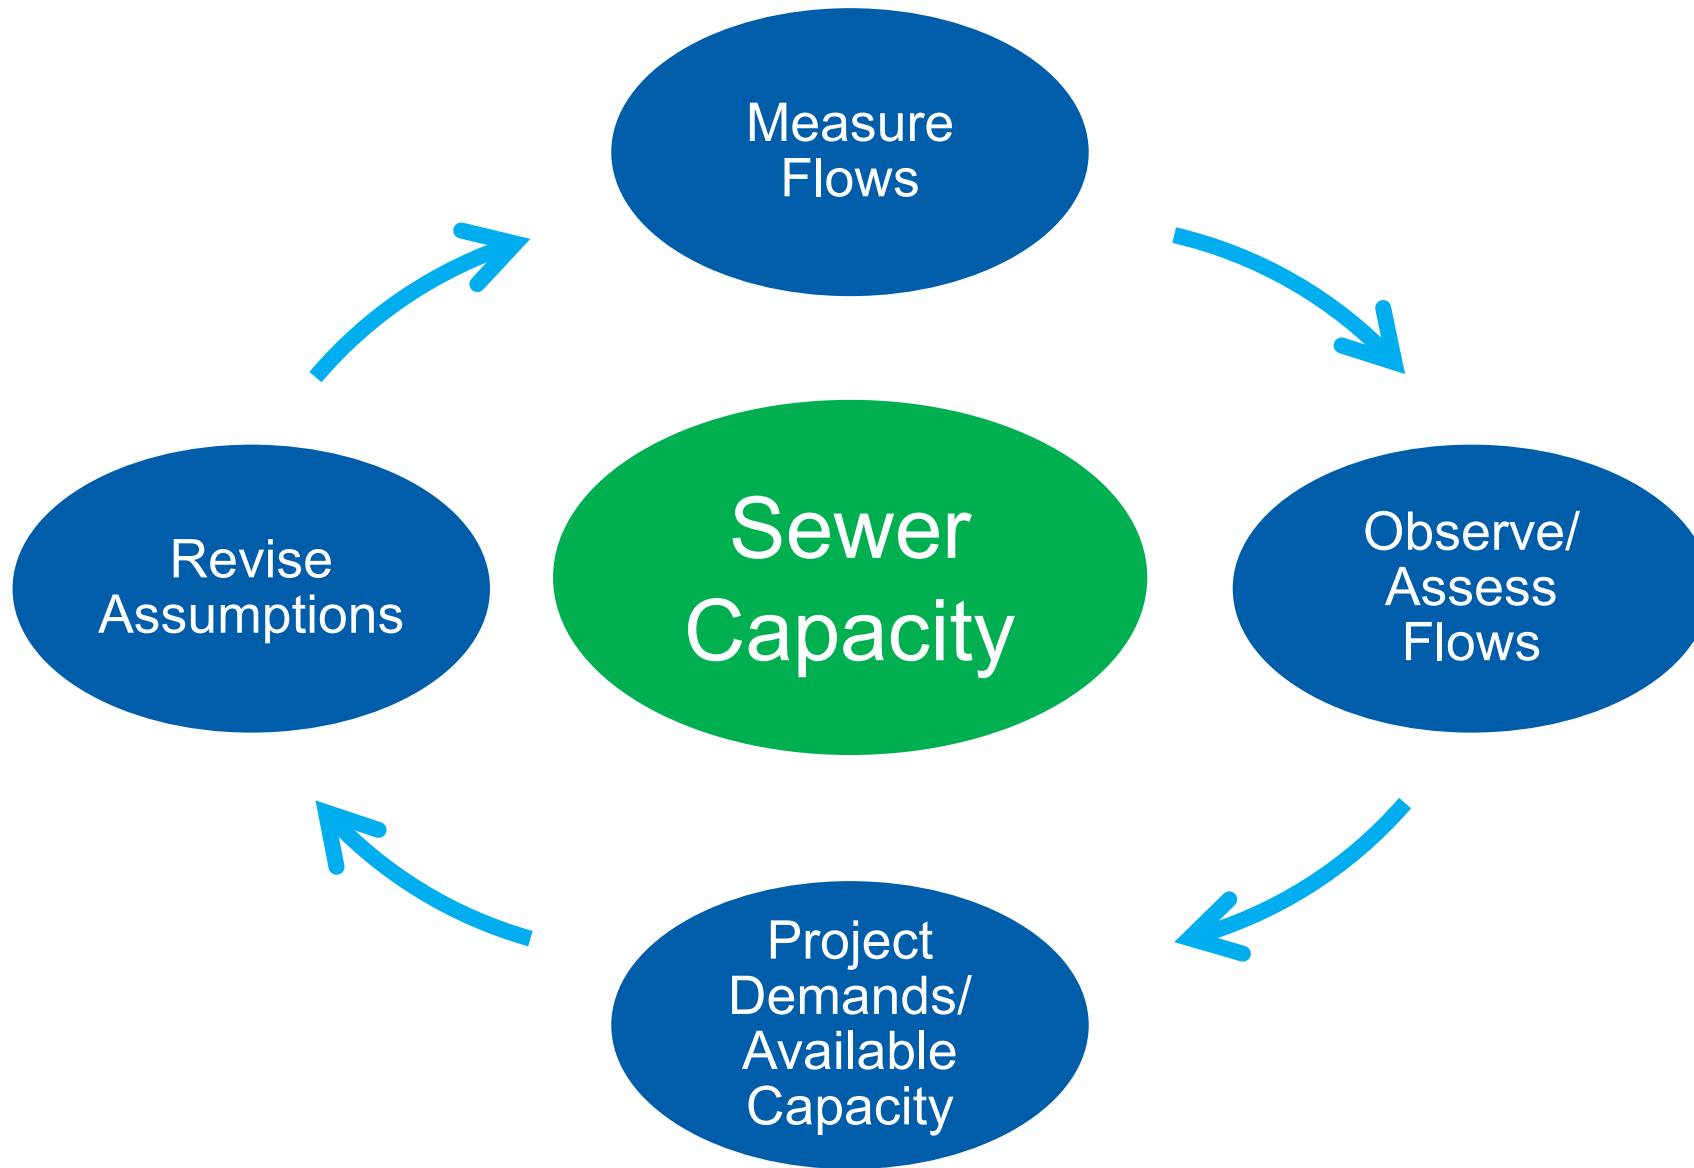 Measure
Flows
Observe/
Assess
Flows
Project
Demands/
Available
Capacity
Revise
Assumptions
Sewer
Capacity